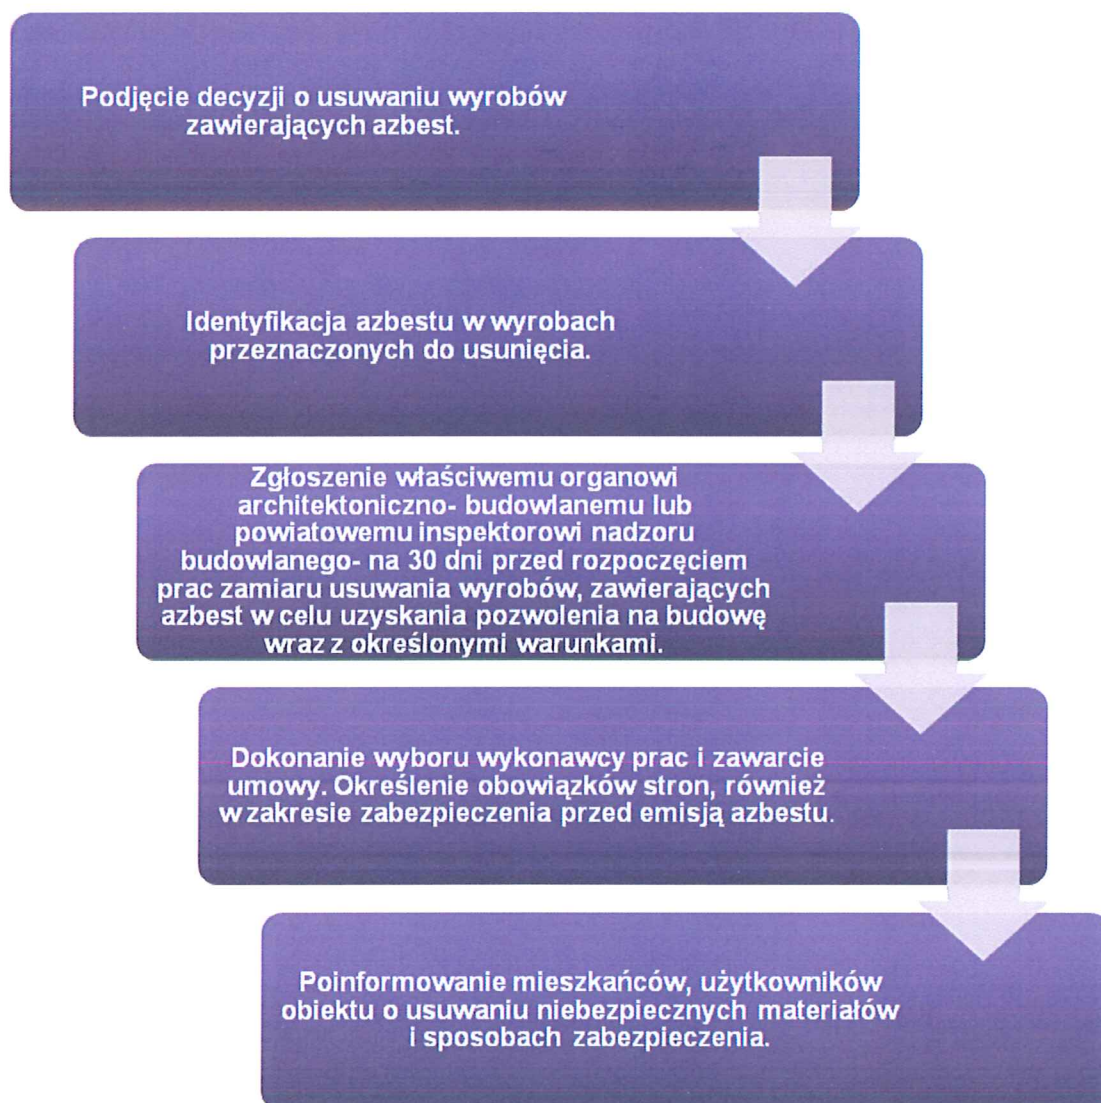 Podjęcie decyzji o usuwaniu wyrobów
zawierających azbest.
Identyfikacja azbestu w wyrobach
przeznaczonych do usunięcia.
Zgłoszenie właściwemu organowi
architektoniczno- budowlanemu lub
powiatowemu inspektorowi nadzoru
budowlanego- na 30 dni przed rozpoczęciem
prac zamiaru usuwania wyrobów, zawierających
azbest w celu uzyskania pozwolenia na budowę
wraz z określonymi warunkami.
Dokonanie wyboru wykonawcy prac i zawarcie
umowy. Określenie obowiązków stron, również
w zakresie zabezpieczenia przed emisją azbestu.
Poinformowanie mieszkańców, użytkowników
obiektu o usuwaniu niebezpiecznych materiałów
i sposobach zabezpieczenia.